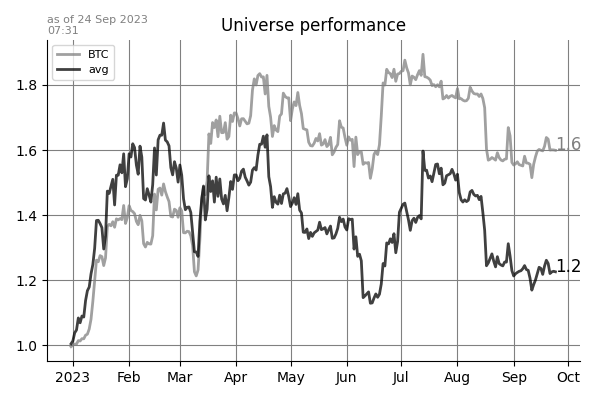 as of 24 Sep 2023
07:31
Universe performance
BTC
avg
1.8
1.6
1.4
1.2
1.0
1.6
1.2
2023 Feb Mar Apr May Jun Jul Aug Sep Oct